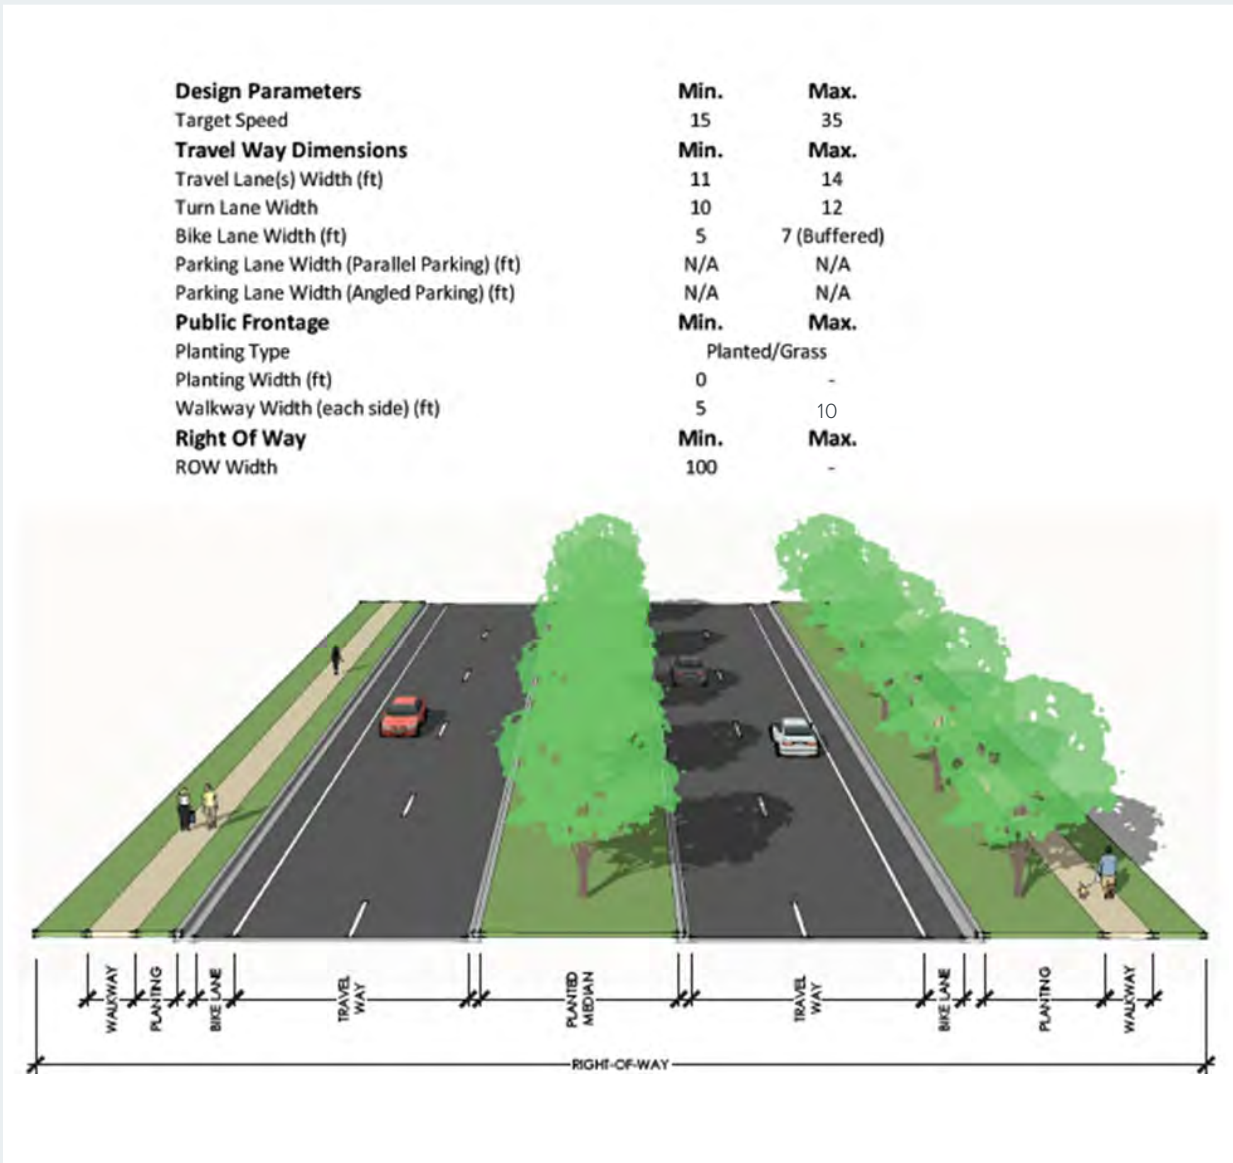 Design Parameters Min. Max.
Target Speed 15 35
Travel Way Dimensions Min. Max.
Travel Lane(s) Width (ft) 11 14
Turn Lane Width 10 12
Bike Lane Width (ft) 5 7 (Buffered)
Parking Lane Width (Parallel Parking) (ft) N/A N/A
Parking Lane Width (Angled Parking) (ft) N/A N/A
Public Frontage Min. Max.
Planting Type Planted/Grass
Planting Width (ft) 0 -
Walkway Width (each side) (ft) 5 10
Right Of Way Min. Max.
ROW Width 100 -
WALKWAY
PLANTING
BIKE LANE
TRAVEL
WAY
PLANTED
MEDIAN
TRAVEL
WAY
BIKE LANE
PLANTING
WALKWAY
RIGHT-OF-WAY